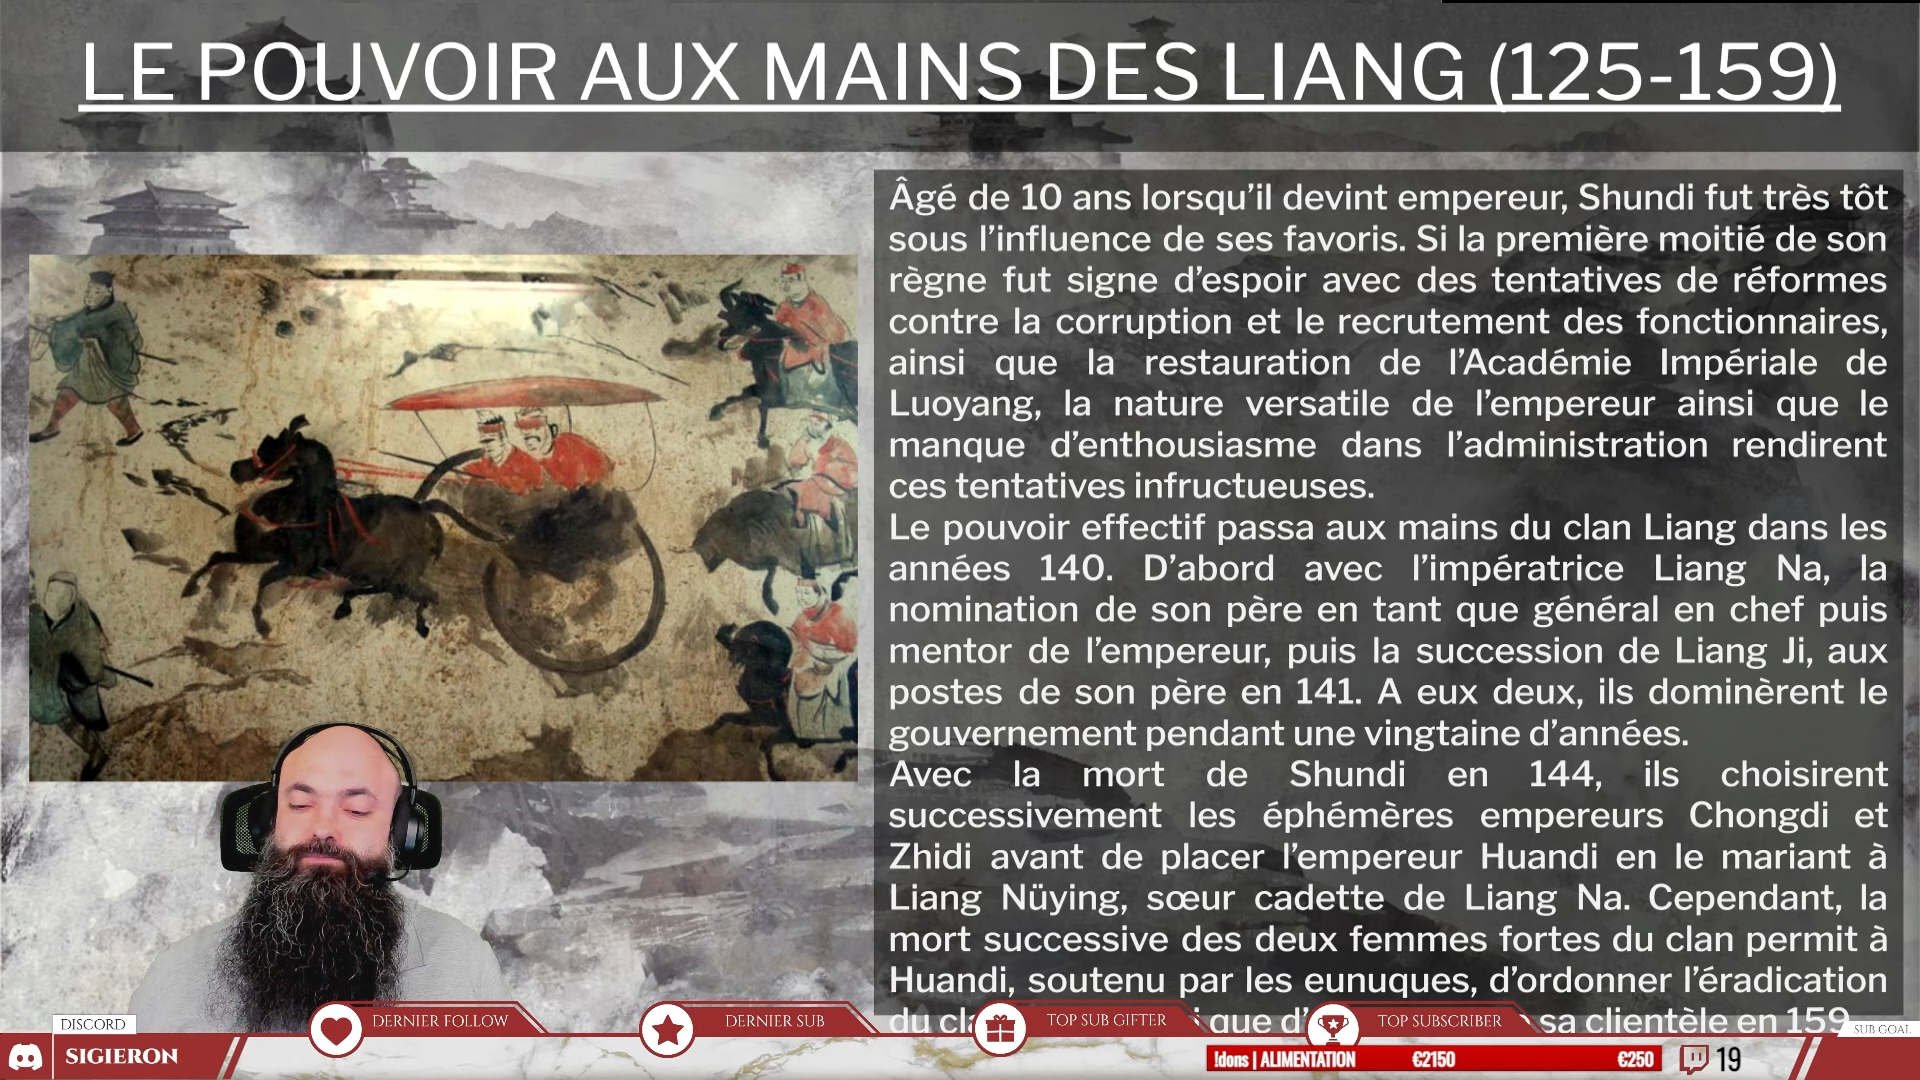 LE POUVOIR AUX MAINS DES LIANG (125-159)
Âgé de 10 ans lorsqu’il devint empereur, Shundi fut très tôt
sous l’influence de ses favoris. Si la première moitié de son
règne fut signe d’espoir avec des tentatives de réformes
contre la corruption et le recrutement des fonctionnaires,
ainsi que la restauration de l’Académie Impériale de
Luoyang, la nature versatile de l’empereur ainsi que le
manque d’enthousiasme dans l’administration rendirent
ces tentatives infructueuses.
Le pouvoir effectif passa aux mains du clan Liang dans les
années 140. D’abord avec l’impératrice Liang Na, la
nomination de son père en tant que général en chef puis
mentor de l’empereur, puis la succession de Liang Ji, aux
postes de son père en 141. A eux deux, ils dominèrent le
gouvernement pendant une vingtaine d’années.
Avec la mort de Shundi en 144, ils choisirent
successivement les éphémères empereurs Chongdi et
Zhidi avant de placer l’empereur Huandi en le mariant à
Liang Nüying, sœur cadette de Liang Na. Cependant, la
mort successive des deux femmes fortes du clan permit à
Huandi, soutenu par les eunuques, d’ordonner l’éradication
du que sa clientèle en 159
DISCORD
SIGIERON
DERNIER FOLLOW
DERNIER SUB
TOP SUB GIFTER
TOP SUBSCRIBER
SUB GOAL
!dons | ALIMENTATION €2150 €250
19